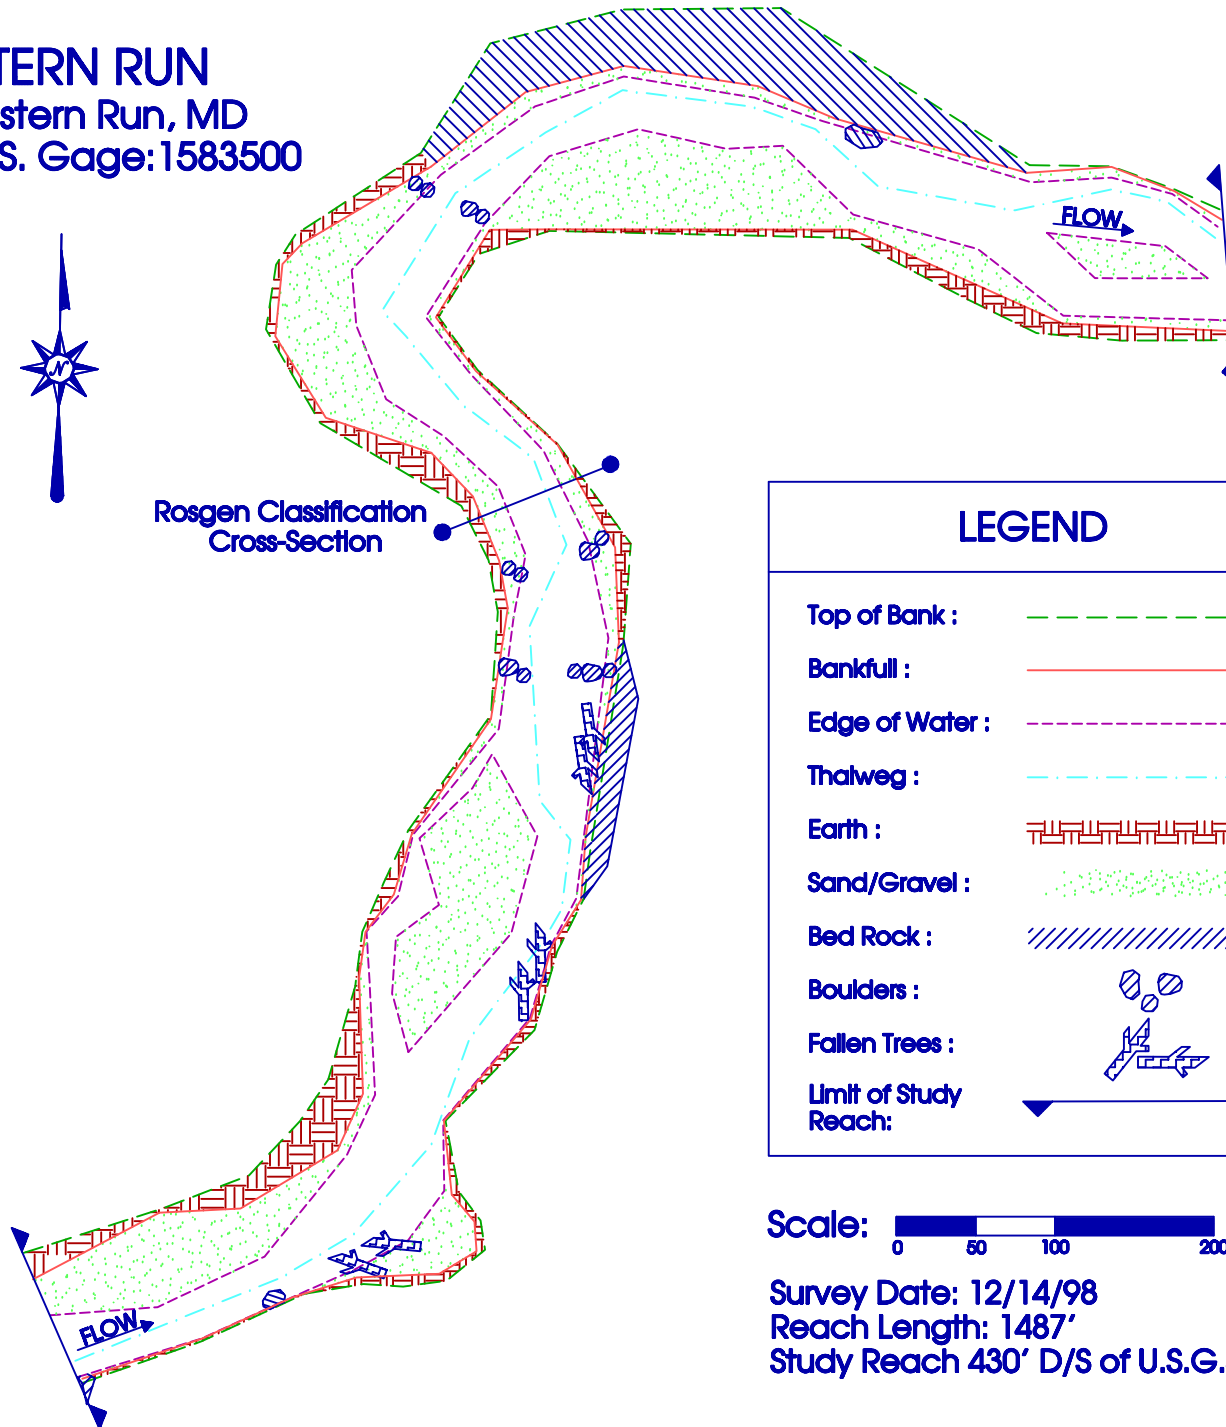 TERN RUN
stern Run, MD
S. Gage:1583500
FLOW
N
Rosgen Classification
Cross-Section
LEGEND
Top of Bank :
Bankfull :
Edge of Water :
Thalweg :
Earth :
Sand/Gravel :
Bed Rock :
Boulders :
Fallen Trees :
Limit of Study
Reach:
Scale:
0 50 100 200
Survey Date: 12/14/98
Reach Length: 1487′
Study Reach 430′ D/S of U.S.G.
FLOW